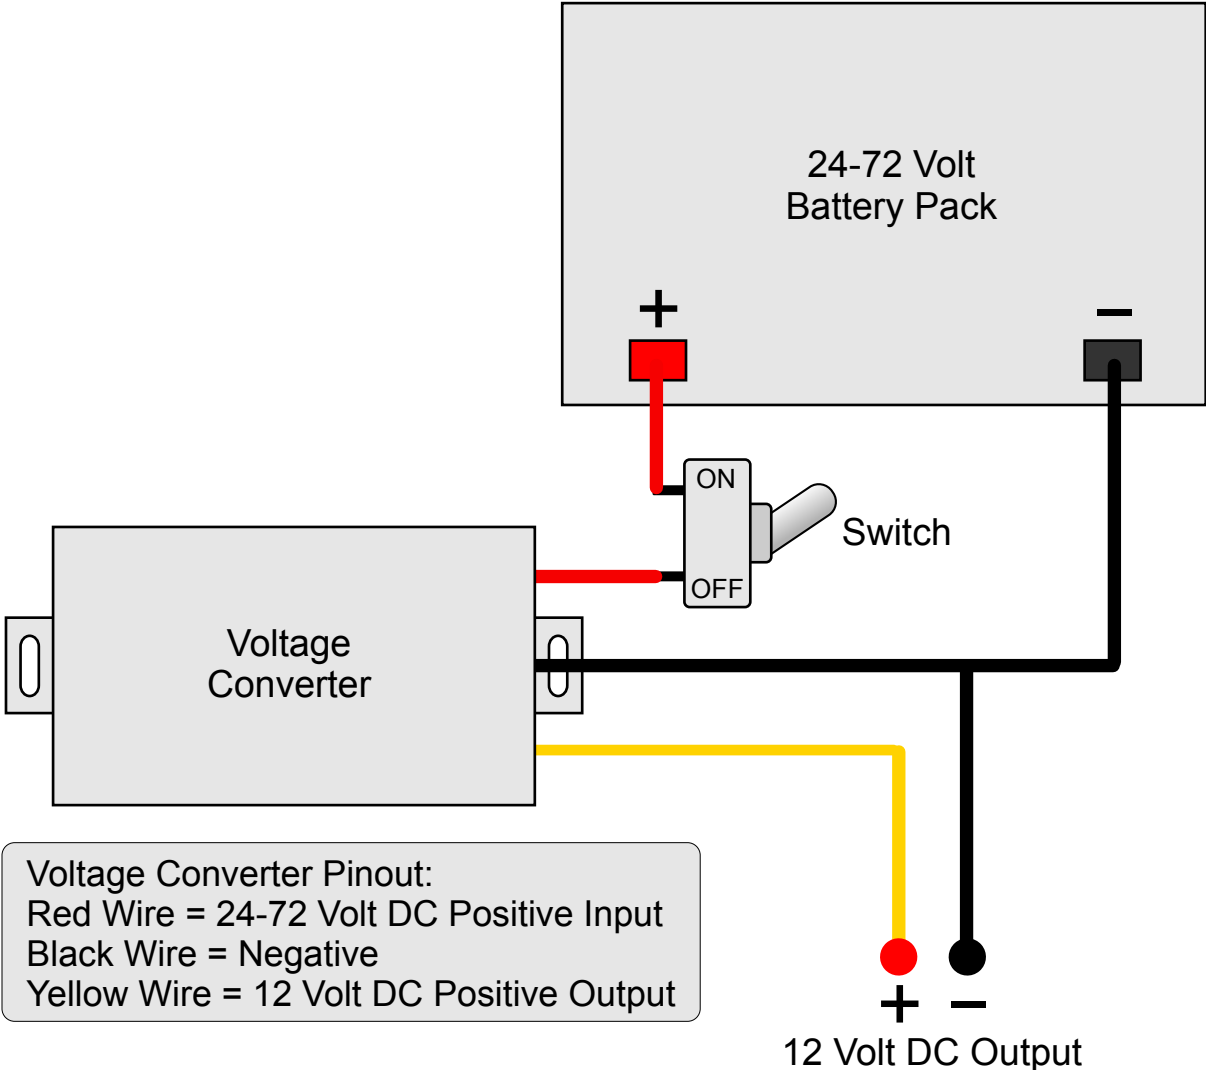 24-72 Volt
Battery Pack
+
−
ON
Switch
OFF
Voltage
Converter
Voltage Converter Pinout:
Red Wire = 24-72 Volt DC Positive Input
Black Wire = Negative
Yellow Wire = 12 Volt DC Positive Output
+ −
12 Volt DC Output